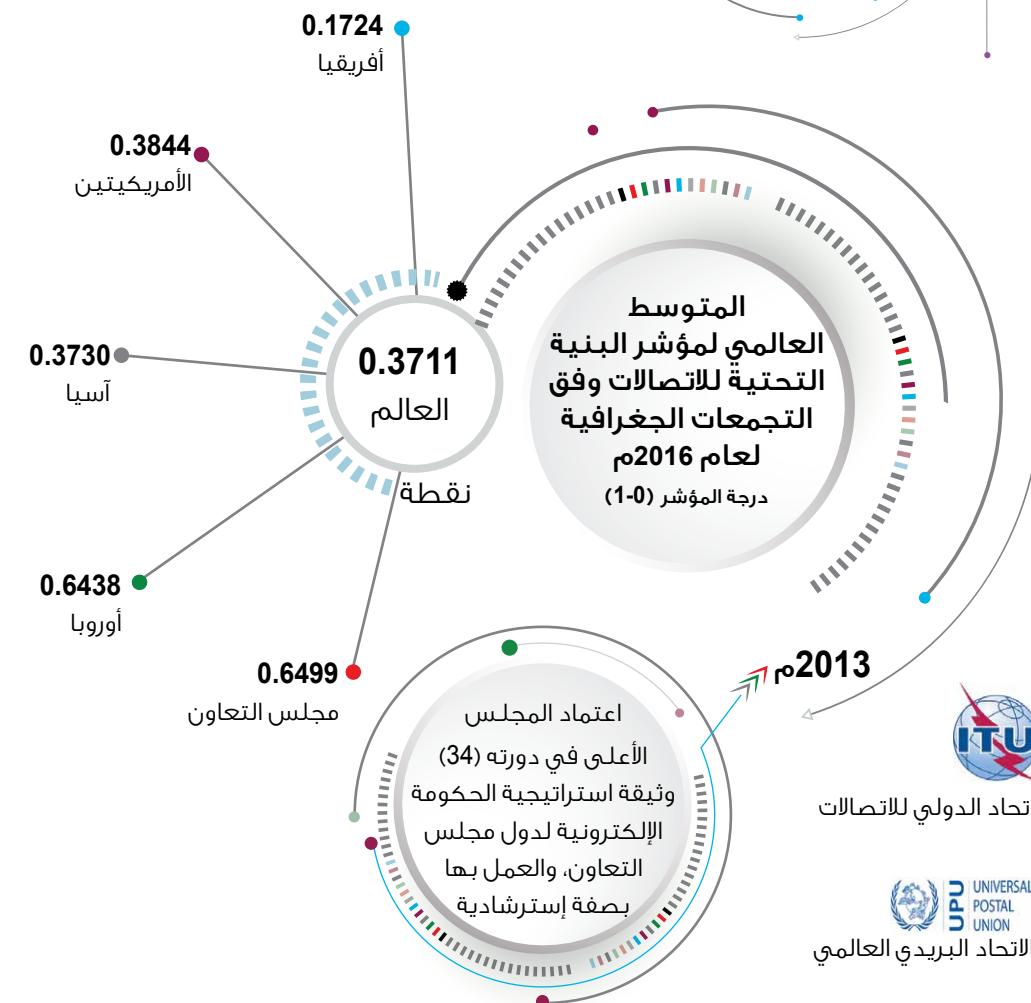 0.1724
أفريقيا
0.3844
الأمريكيتين
0.3730
آسيا
0.6438
أوروبا
0.6499
مجلس التعاون
0.3711
العالم
نقطة
المتوسط
العالمي لمؤشر البنية
التحتية للاتصالات وفق
التجمعات الجغرافية
لعام 2016م
درجة المؤشر (0-1)
2013م
اعتماد المجلس
الأعلى في دورته (34)
وثيقة استراتيجية الحكومة
الإلكترونية لدول مجلس
التعاون، والعمل بها
بصفة إسترشادية
ITU
تحاد الدولي للاتصالات
UPU
UNIVERSAL
POSTAL
UNION
الاتحاد البريدي العالمي